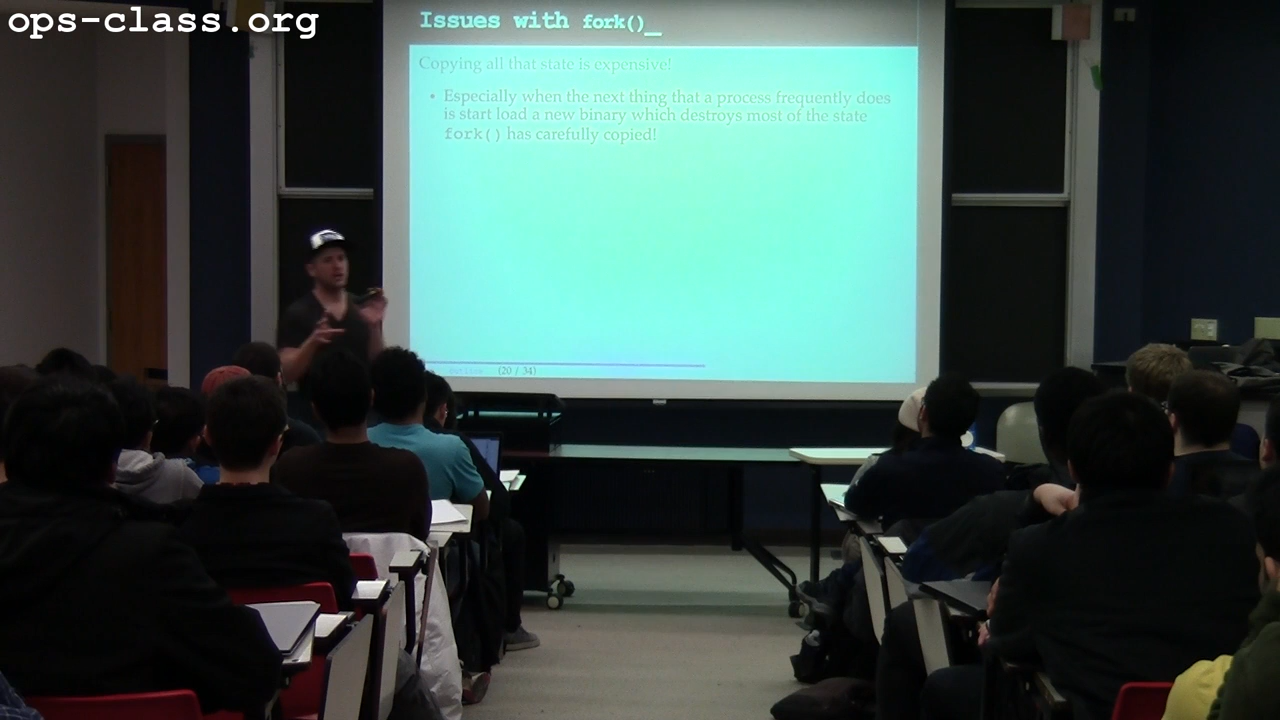 ops-class.org
Issues with fork()_
Copying all that state is expensive!
• Especially when the next thing that a process frequently does
is start load a new binary which destroys most of the state
fork() has carefully copied!
(20 / 34)